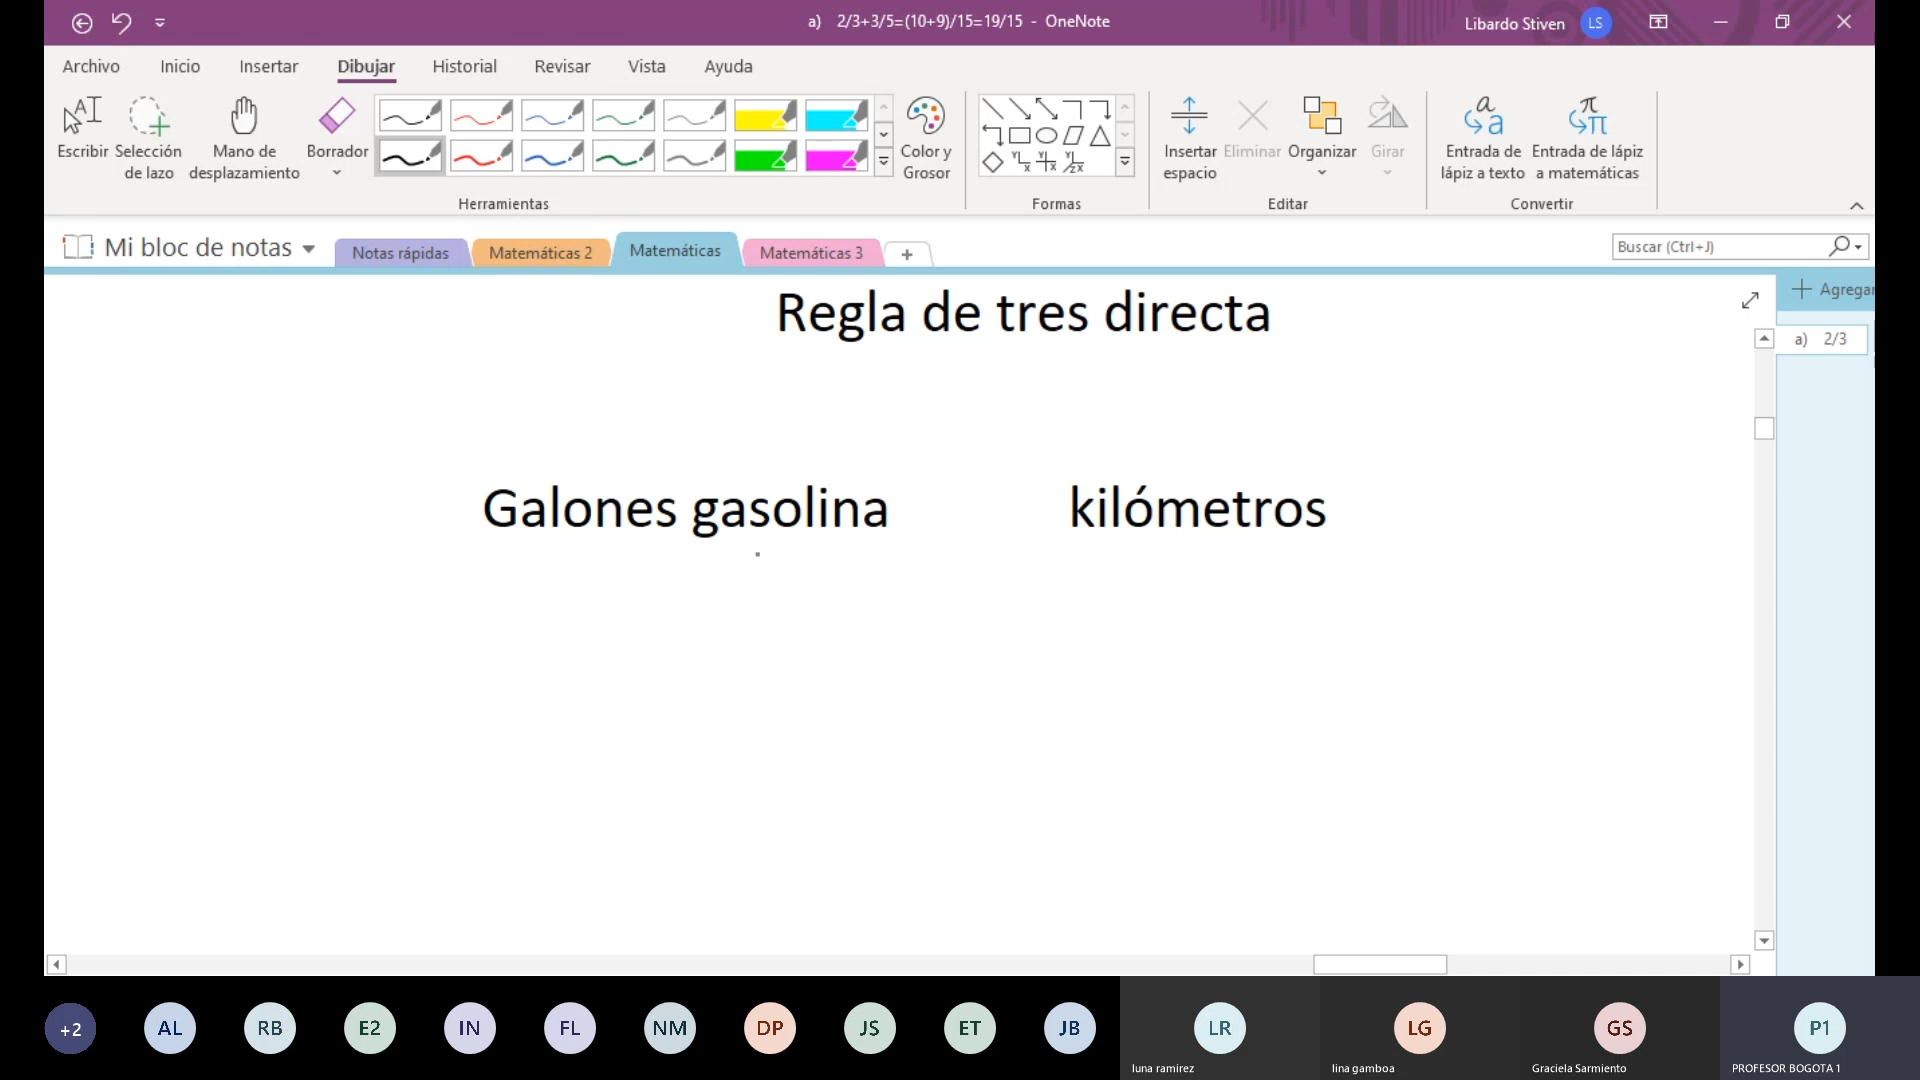 a) 2/3+3/5=(10+9)/15=19/15 - OneNote
Libardo Stiven
LS
Archivo
Inicio
Insertar
Dibujar
Historial
Revisar
Vista
Ayuda
Escribir
Selección de lazo
Mano de desplazamiento
Borrador
Color y Grosor
Insertar espacio
Eliminar
Organizar
Girar
Entrada de lápiz a texto
Entrada de lápiz a matemáticas
Herramientas
Formas
Editar
Convertir
Mi bloc de notas
Notas rápidas
Matemáticas 2
Matemáticas
Matemáticas 3
Buscar (Ctrl+J)
Agregar
a) 2/3
Regla de tres directa
Galones gasolina
kilómetros
+2
AL
RB
E2
IN
FL
NM
DP
JS
ET
JB
LR
luna ramirez
LG
lina gamboa
GS
Graciela Sarmiento
P1
PROFESOR BOGOTA 1